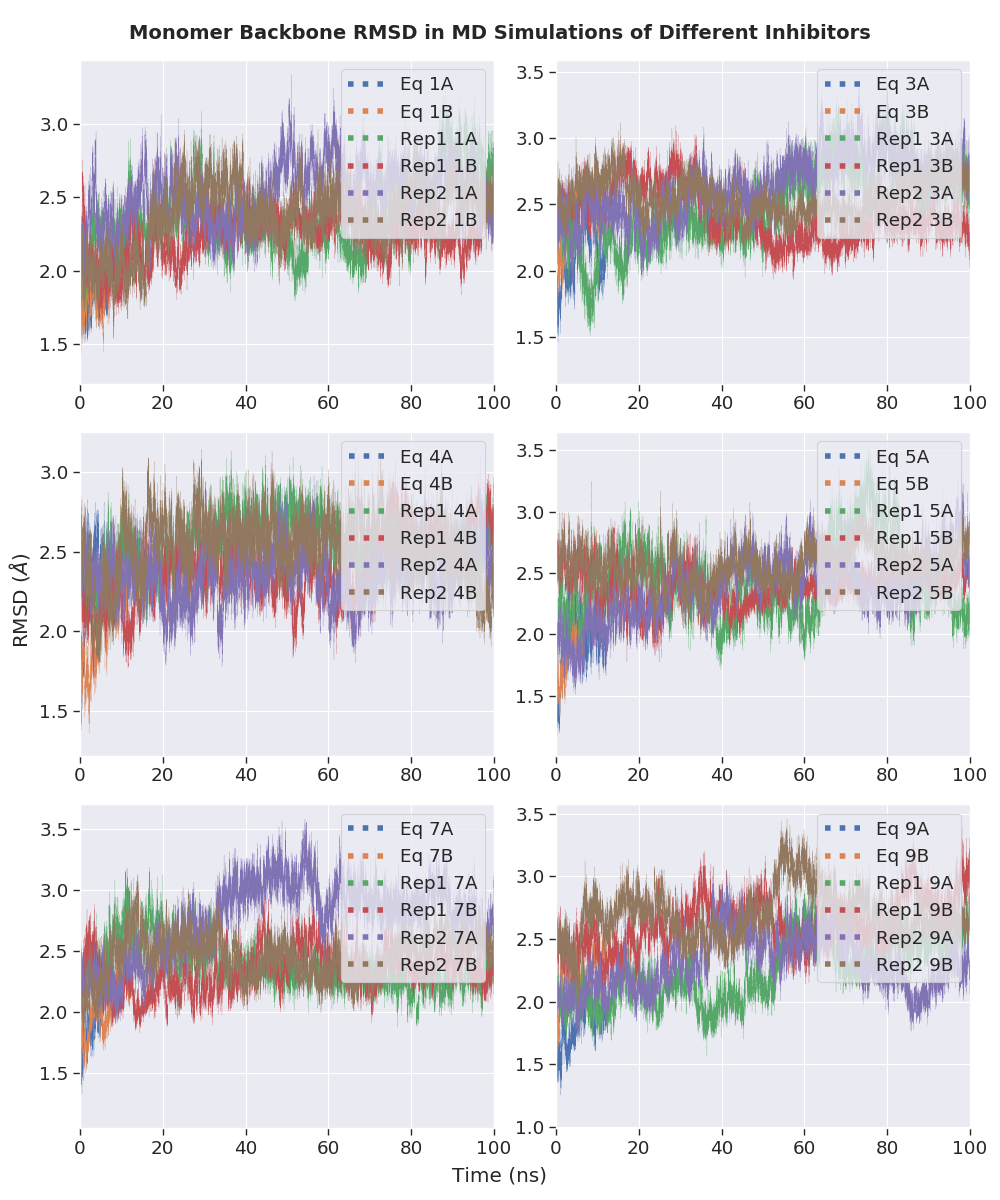 Monomer Backbone RMSD in MD Simulations of Different Inhibitors
3.0
2.5
2.0
1.5
0 20 40 60 80 100
Eq 1A
Eq 1B
Rep1 1A
Rep1 1B
Rep2 1A
Rep2 1B
3.5
3.0
2.5
2.0
1.5
0 20 40 60 80 100
Eq 3A
Eq 3B
Rep1 3A
Rep1 3B
Rep2 3A
Rep2 3B
RMSD (Å)
3.0
2.5
2.0
1.5
0 20 40 60 80 100
Eq 4A
Eq 4B
Rep1 4A
Rep1 4B
Rep2 4A
Rep2 4B
3.5
3.0
2.5
2.0
1.5
0 20 40 60 80 100
Eq 5A
Eq 5B
Rep1 5A
Rep1 5B
Rep2 5A
Rep2 5B
3.5
3.0
2.5
2.0
1.5
0 20 40 60 80 100
Eq 7A
Eq 7B
Rep1 7A
Rep1 7B
Rep2 7A
Rep2 7B
3.5
3.0
2.5
2.0
1.5
1.0
0 20 40 60 80 100
Eq 9A
Eq 9B
Rep1 9A
Rep1 9B
Rep2 9A
Rep2 9B
Time (ns)